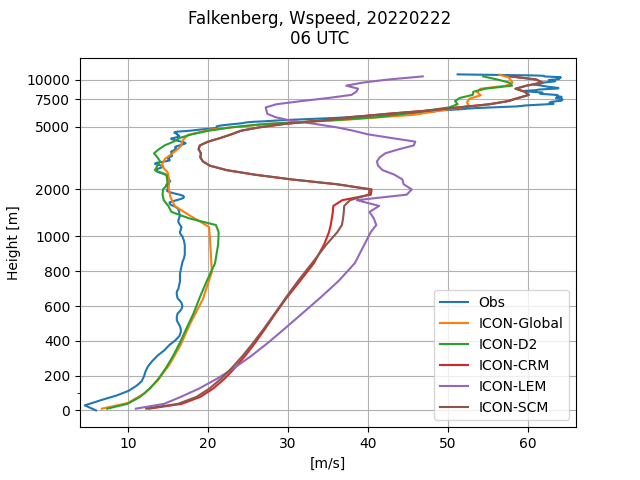 Falkenberg, Wspeed, 20220222
06 UTC
Height [m]
10000
7500
5000
2000
1000
800
600
400
200
0
10 20 30 40 50 60
[m/s]
Obs
ICON-Global
ICON-D2
ICON-CRM
ICON-LEM
ICON-SCM